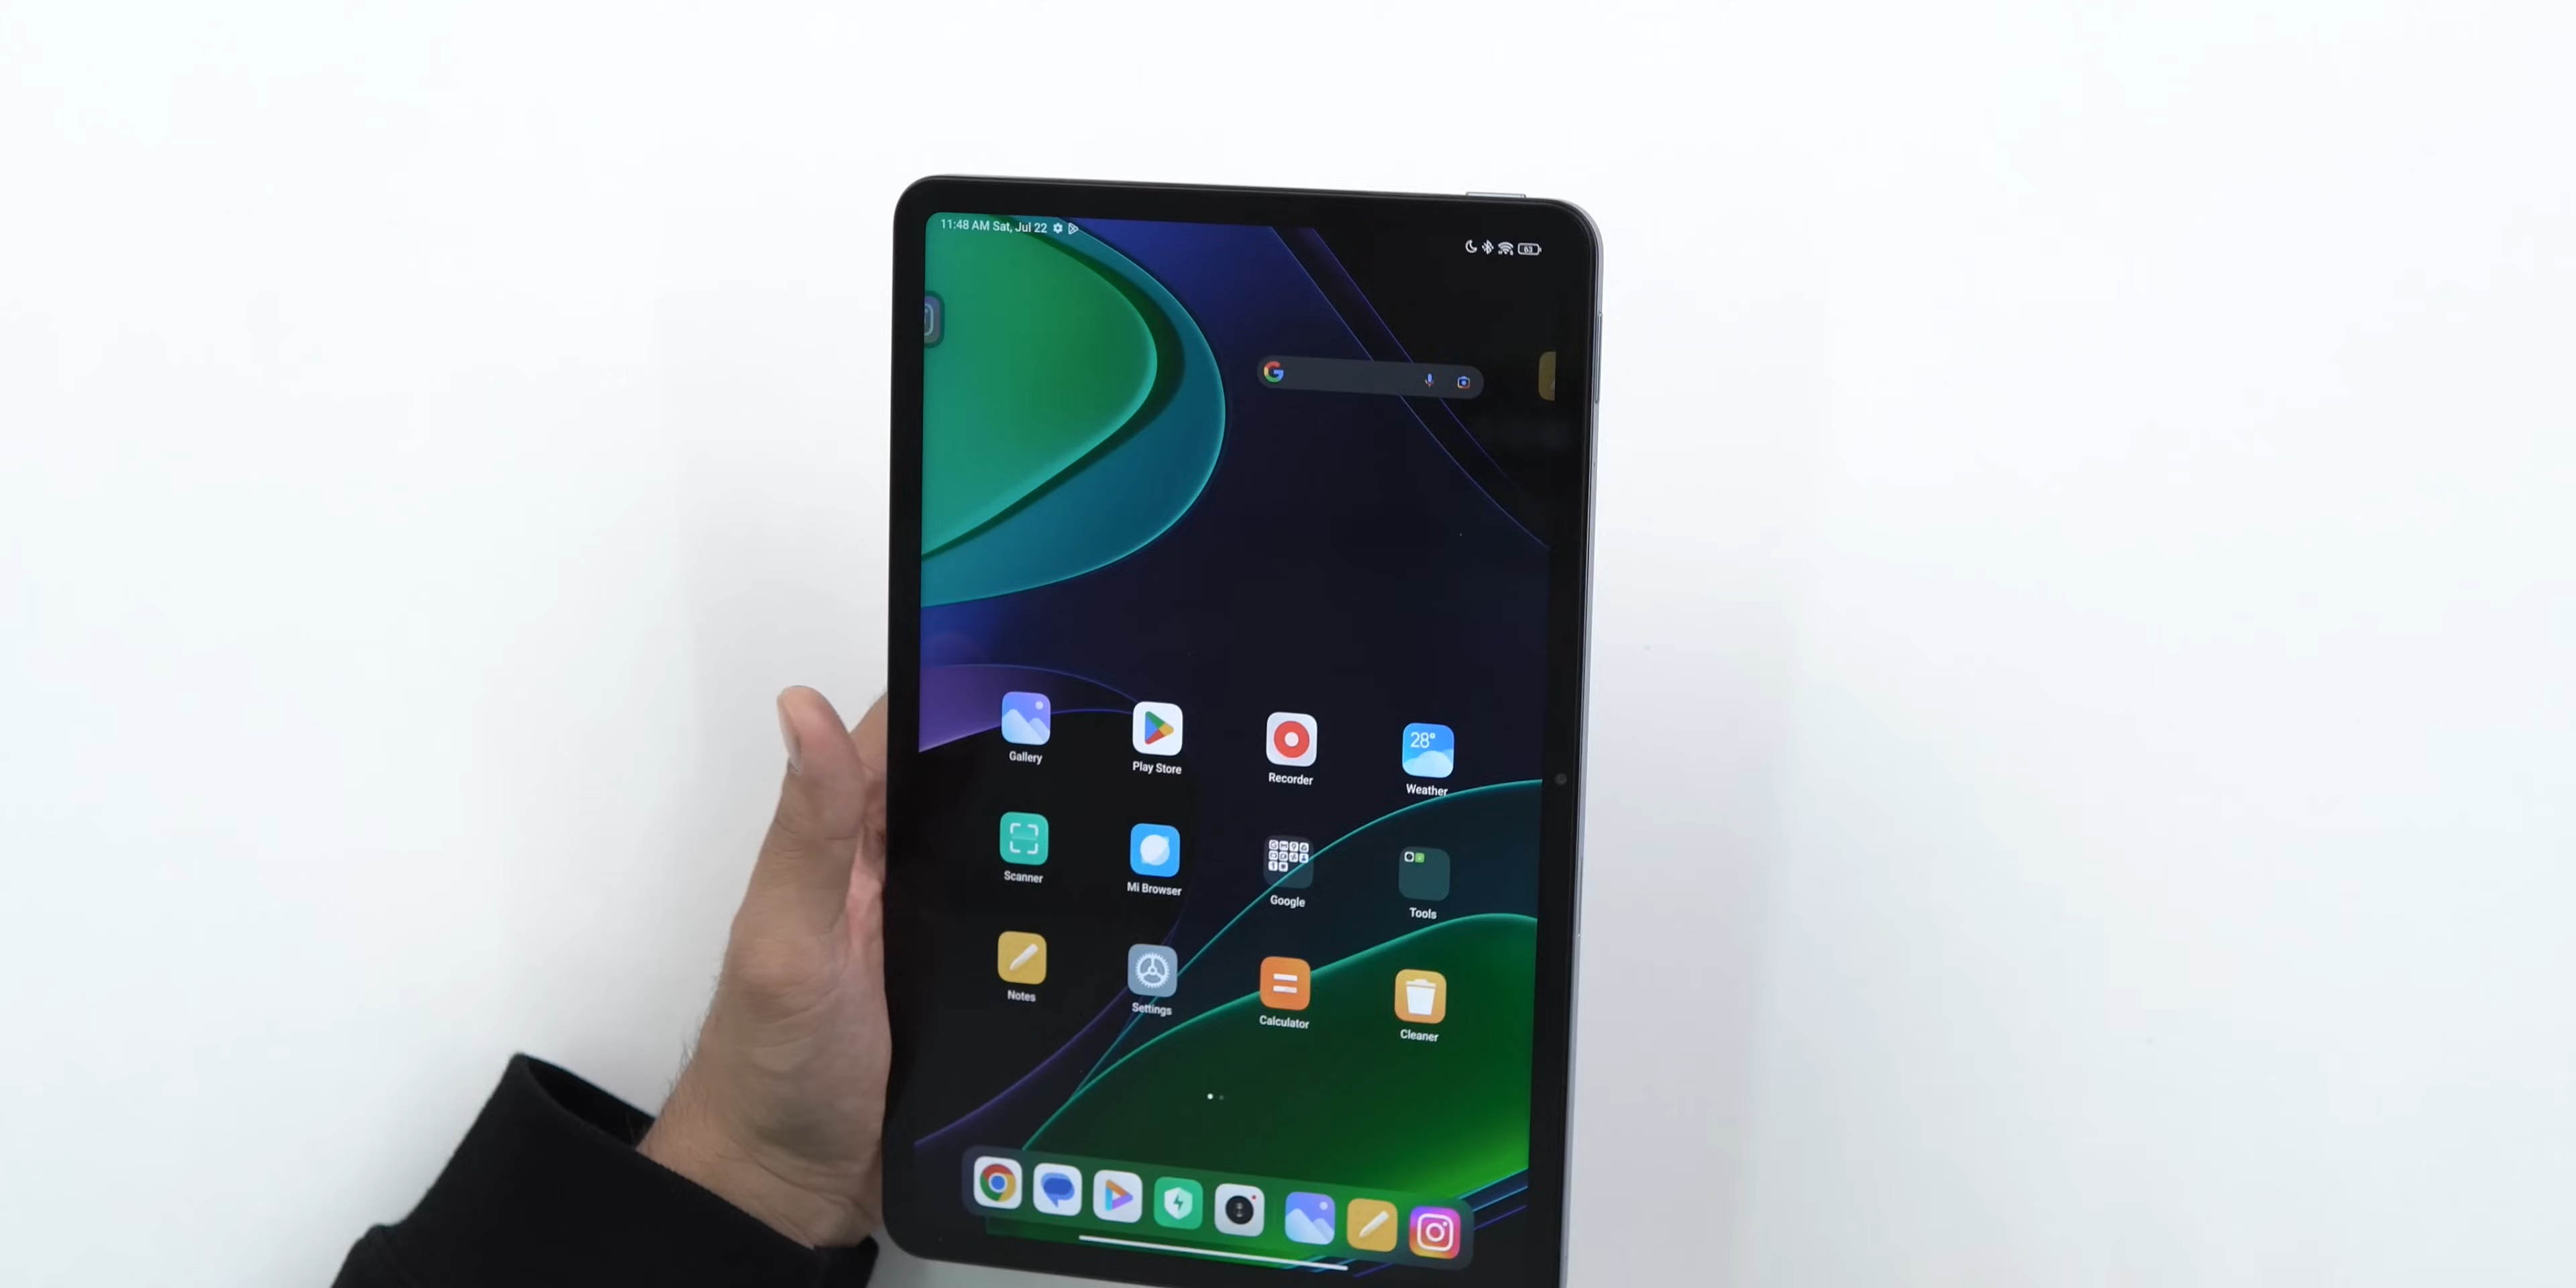 11:48 AM Sat, Jul 22
63
28°
Gallery
Play Store
Recorder
Weather
Scanner
Mi Browser
Google
Tools
Notes
Settings
Calculator
Cleaner